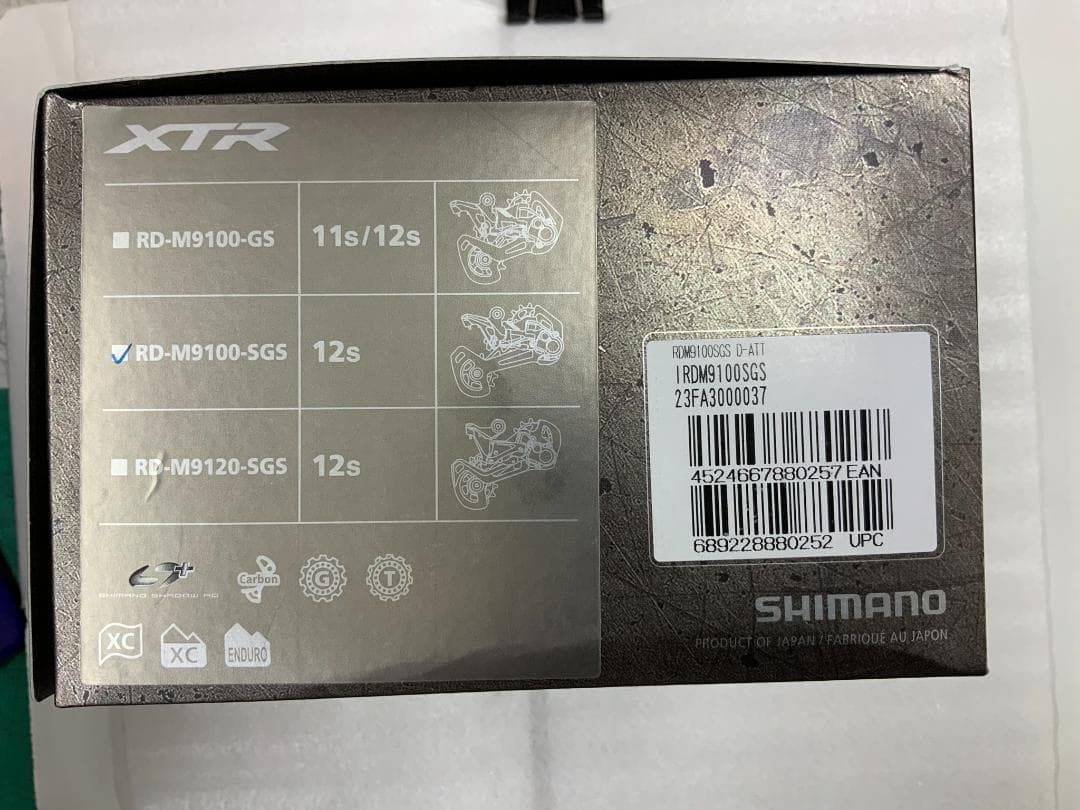 XTR
RD-M9100-GS 11s/12s
RD-M9100-SGS 12s
RD-M9120-SGS 12s
SHIMANO SHADOW RD
Carbon
G
T
XC
XC
ENDURO
RDM9100SGS D-ATT
IRDM9100SGS
23FA3000037
4524667880257 EAN
689228880252 UPC
SHIMANO
PRODUCT OF JAPAN / FABRIQUÉ AU JAPON